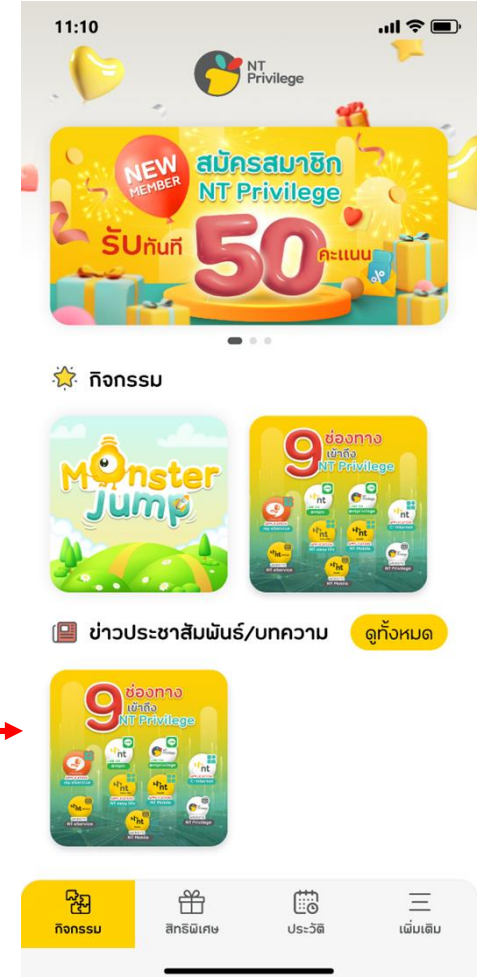 11:10
NT
Privilege
NEW
MEMBER
สมัครสมาชิก
NT Privilege
รับทันที
50
คะแนน
กิจกรรม
Monster
Jump
9
ช่องทาง
เข้าถึง
NT Privilege
ข่าวประชาสัมพันธ์/บทความ
ดูทั้งหมด
9
ช่องทาง
เข้าถึง
NT Privilege
กิจกรรม
สิทธิพิเศษ
ประวัติ
เพิ่มเติม